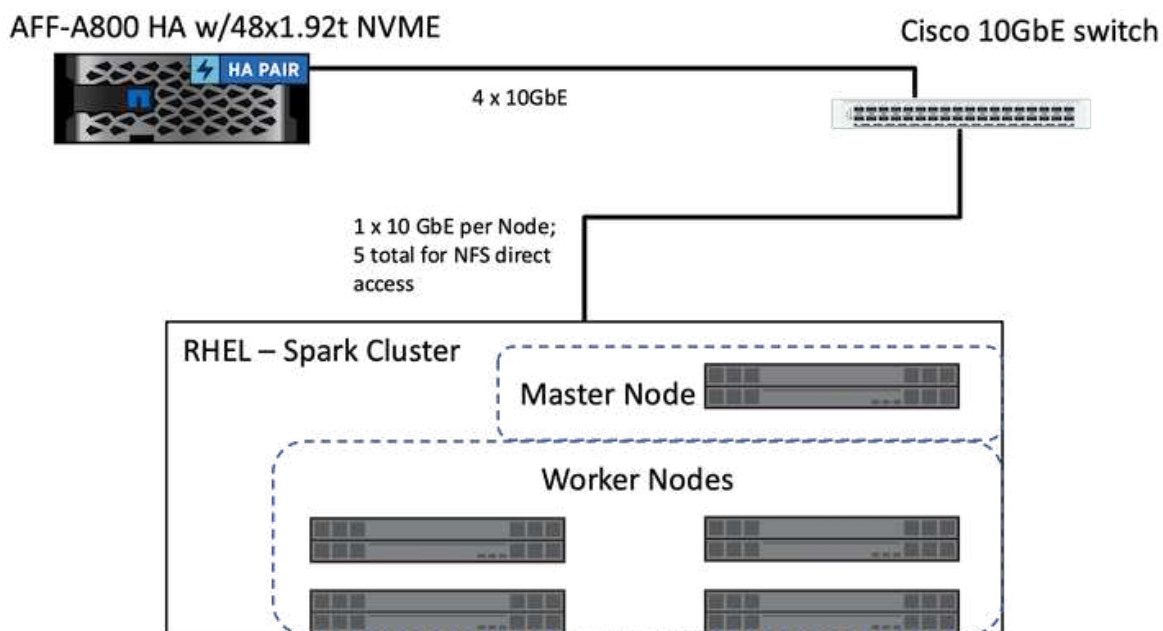 AFF-A800 HA w/48x1.92t NVME
Cisco 10GbE switch
HA PAIR
4 x 10GbE
1 x 10 GbE per Node;
5 total for NFS direct
access
RHEL – Spark Cluster
Master Node
Worker Nodes